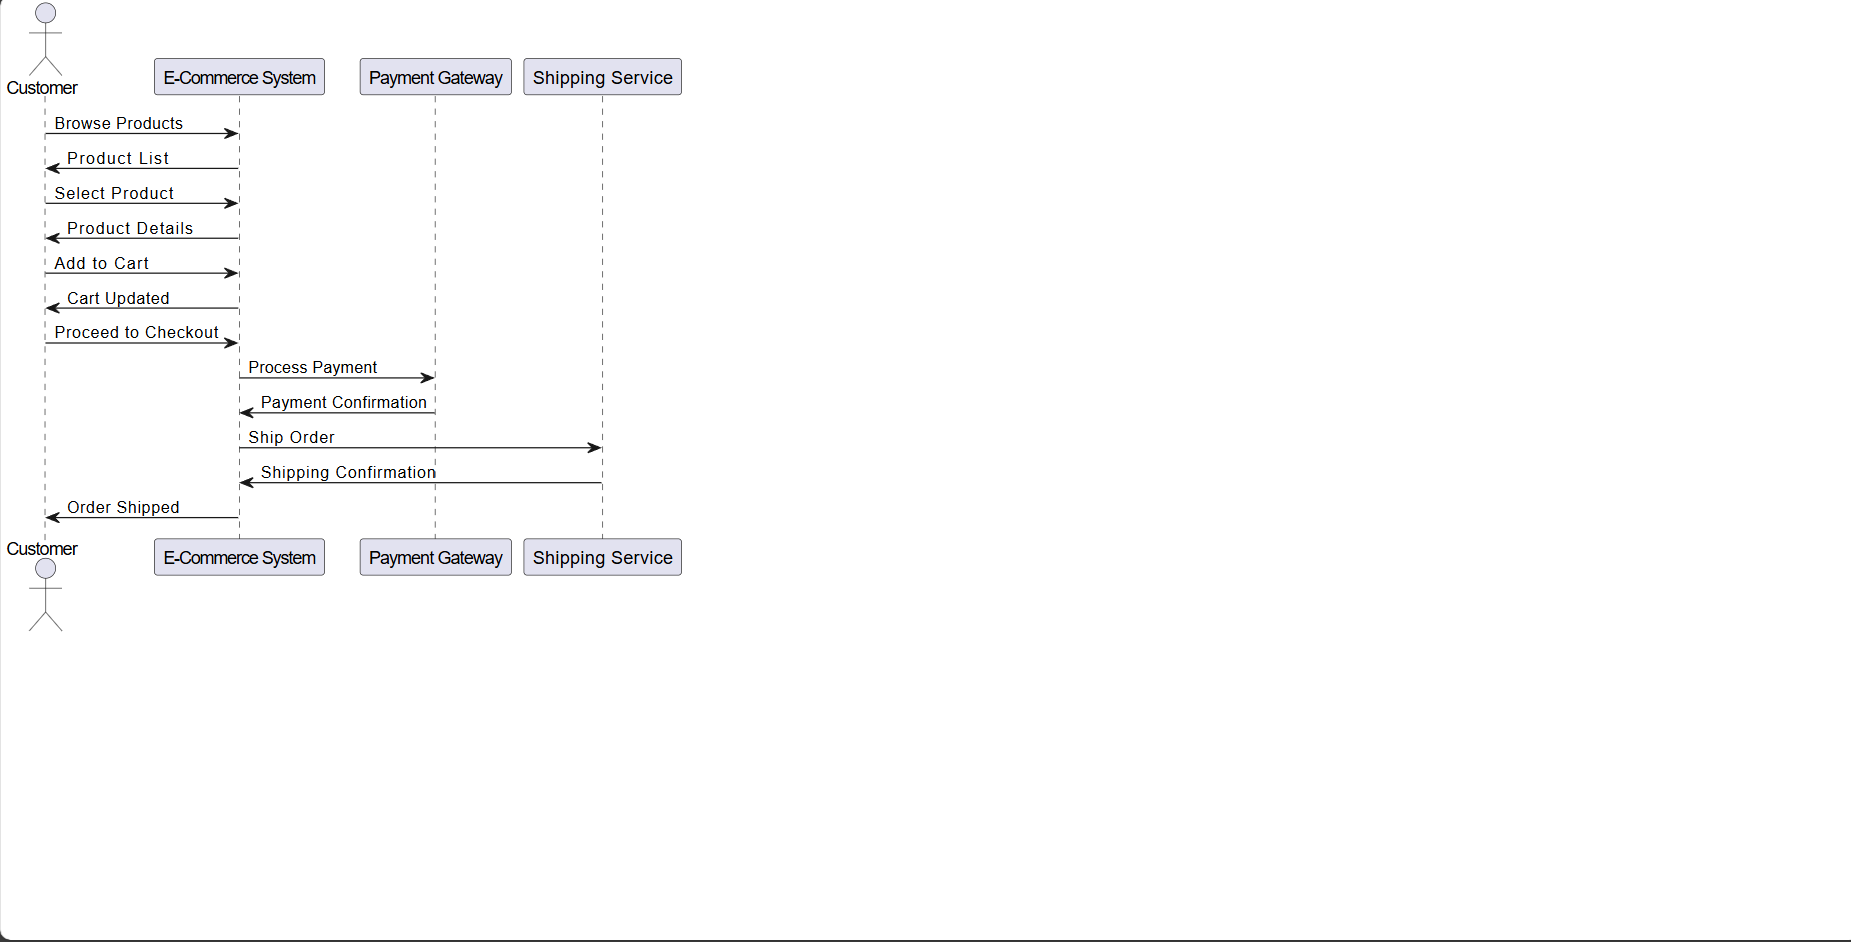 Customer
E-Commerce System
Payment Gateway
Shipping Service
Browse Products
Product List
Select Product
Product Details
Add to Cart
Cart Updated
Proceed to Checkout
Process Payment
Payment Confirmation
Ship Order
Shipping Confirmation
Order Shipped
Customer
E-Commerce System
Payment Gateway
Shipping Service